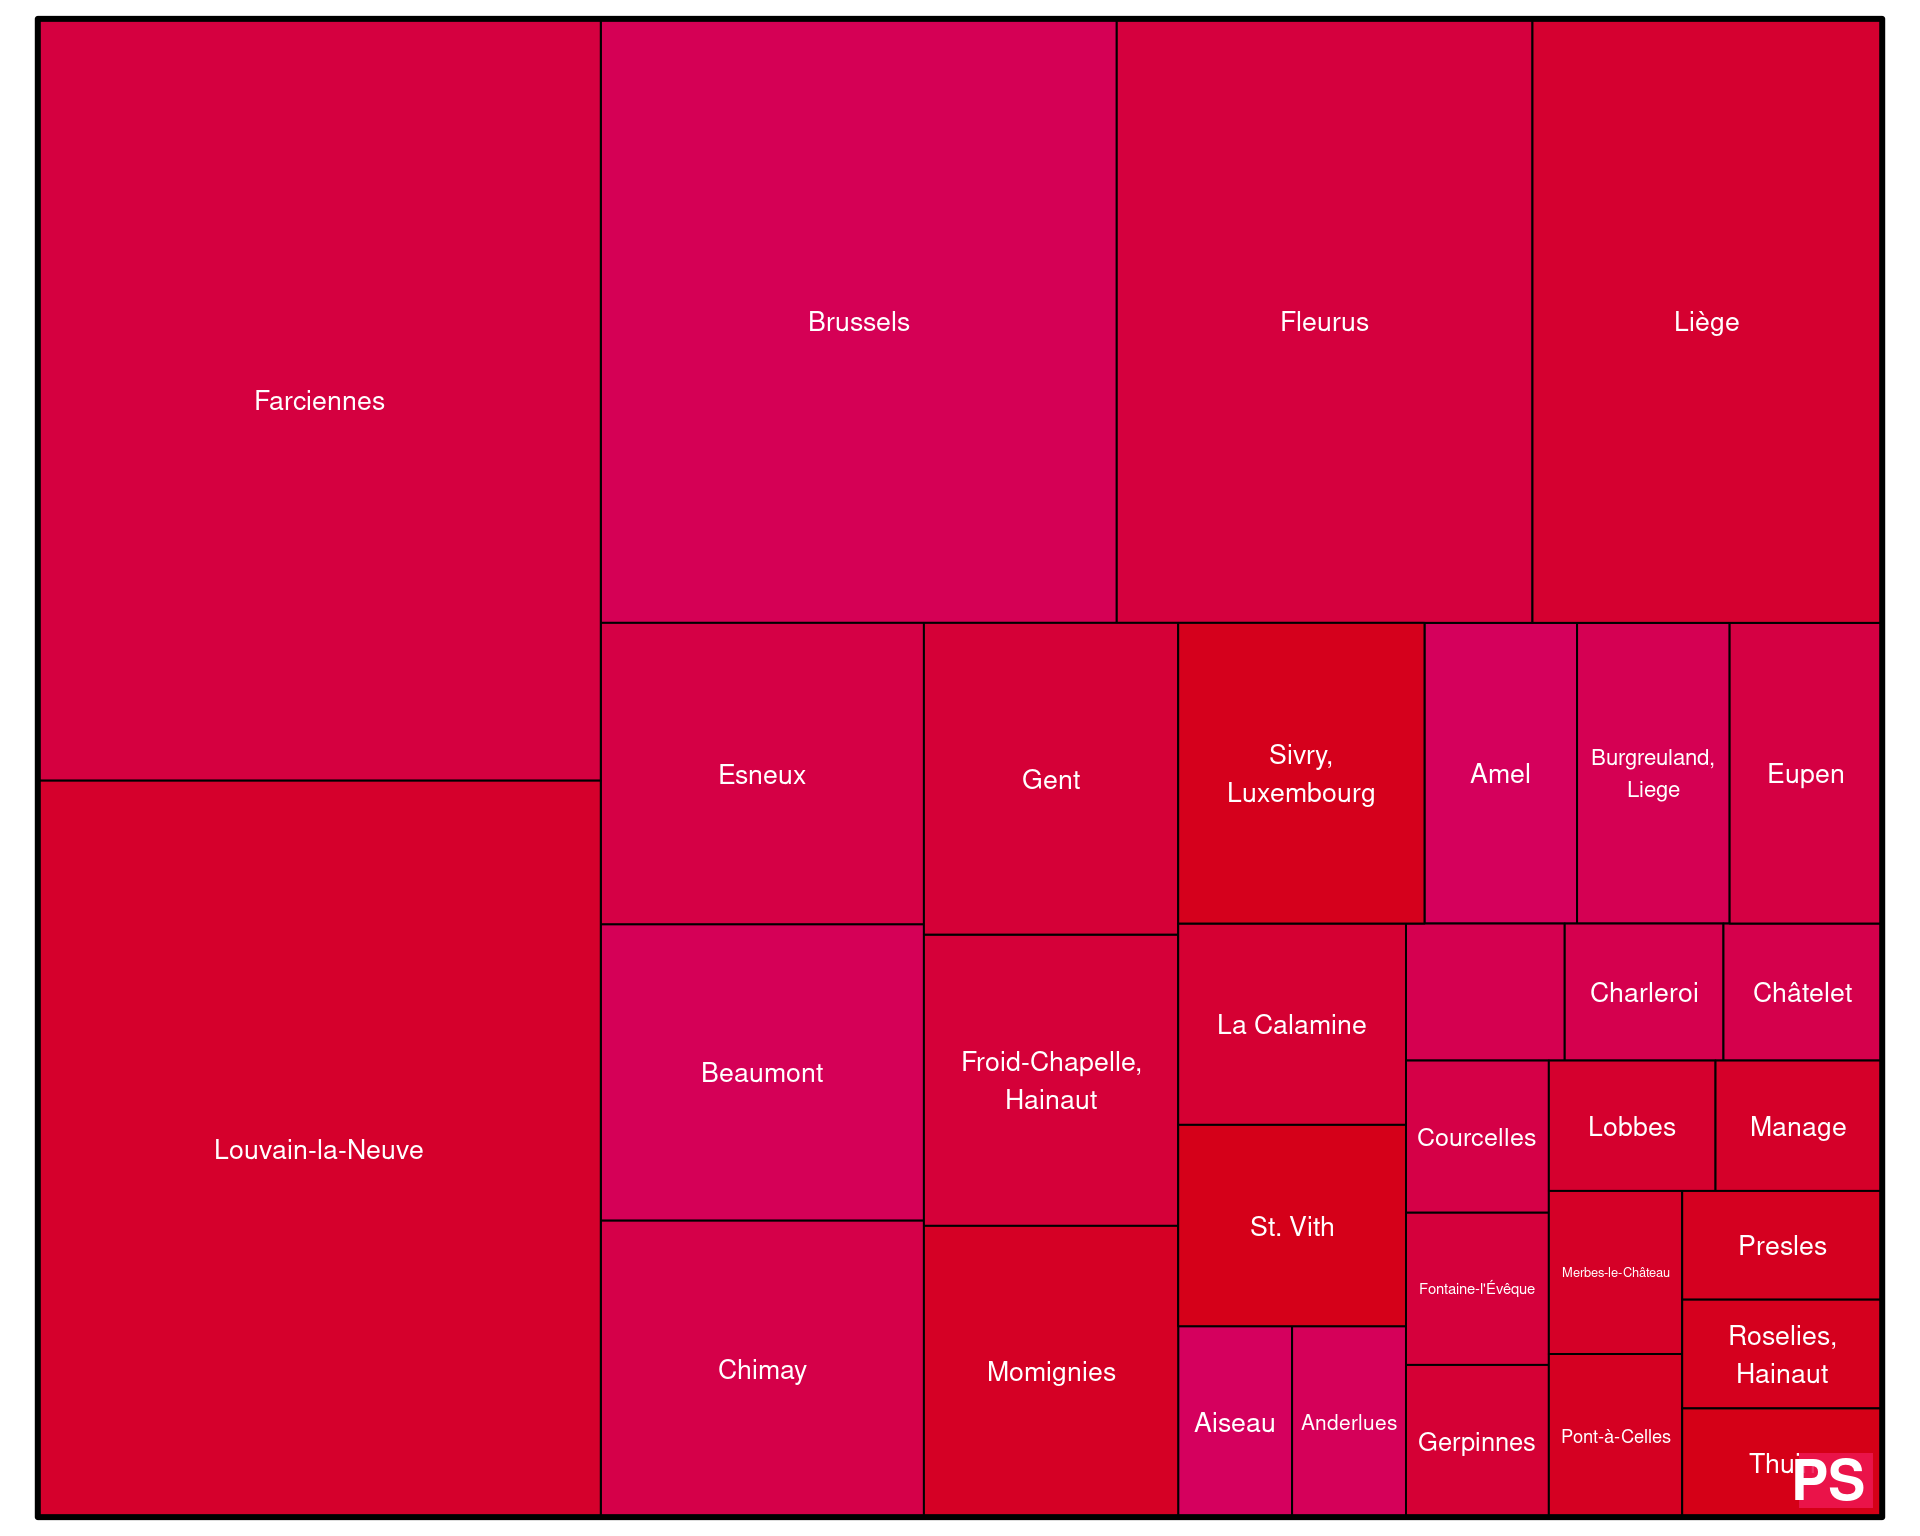 Farciennes
Louvain-la-Neuve
Brussels
Fleurus
Liège
Esneux
Beaumont
Chimay
Gent
Froid-Chapelle,
Hainaut
Momignies
Sivry,
Luxembourg
Amel
Burgreuland,
Liege
Eupen
La Calamine
St. Vith
Aiseau
Anderlues
Charleroi
Châtelet
Courcelles
Fontaine-l'Évêque
Gerpinnes
Lobbes
Manage
Merbes-le-Château
Pont-à-Celles
Presles
Roselies,
Hainaut
PS